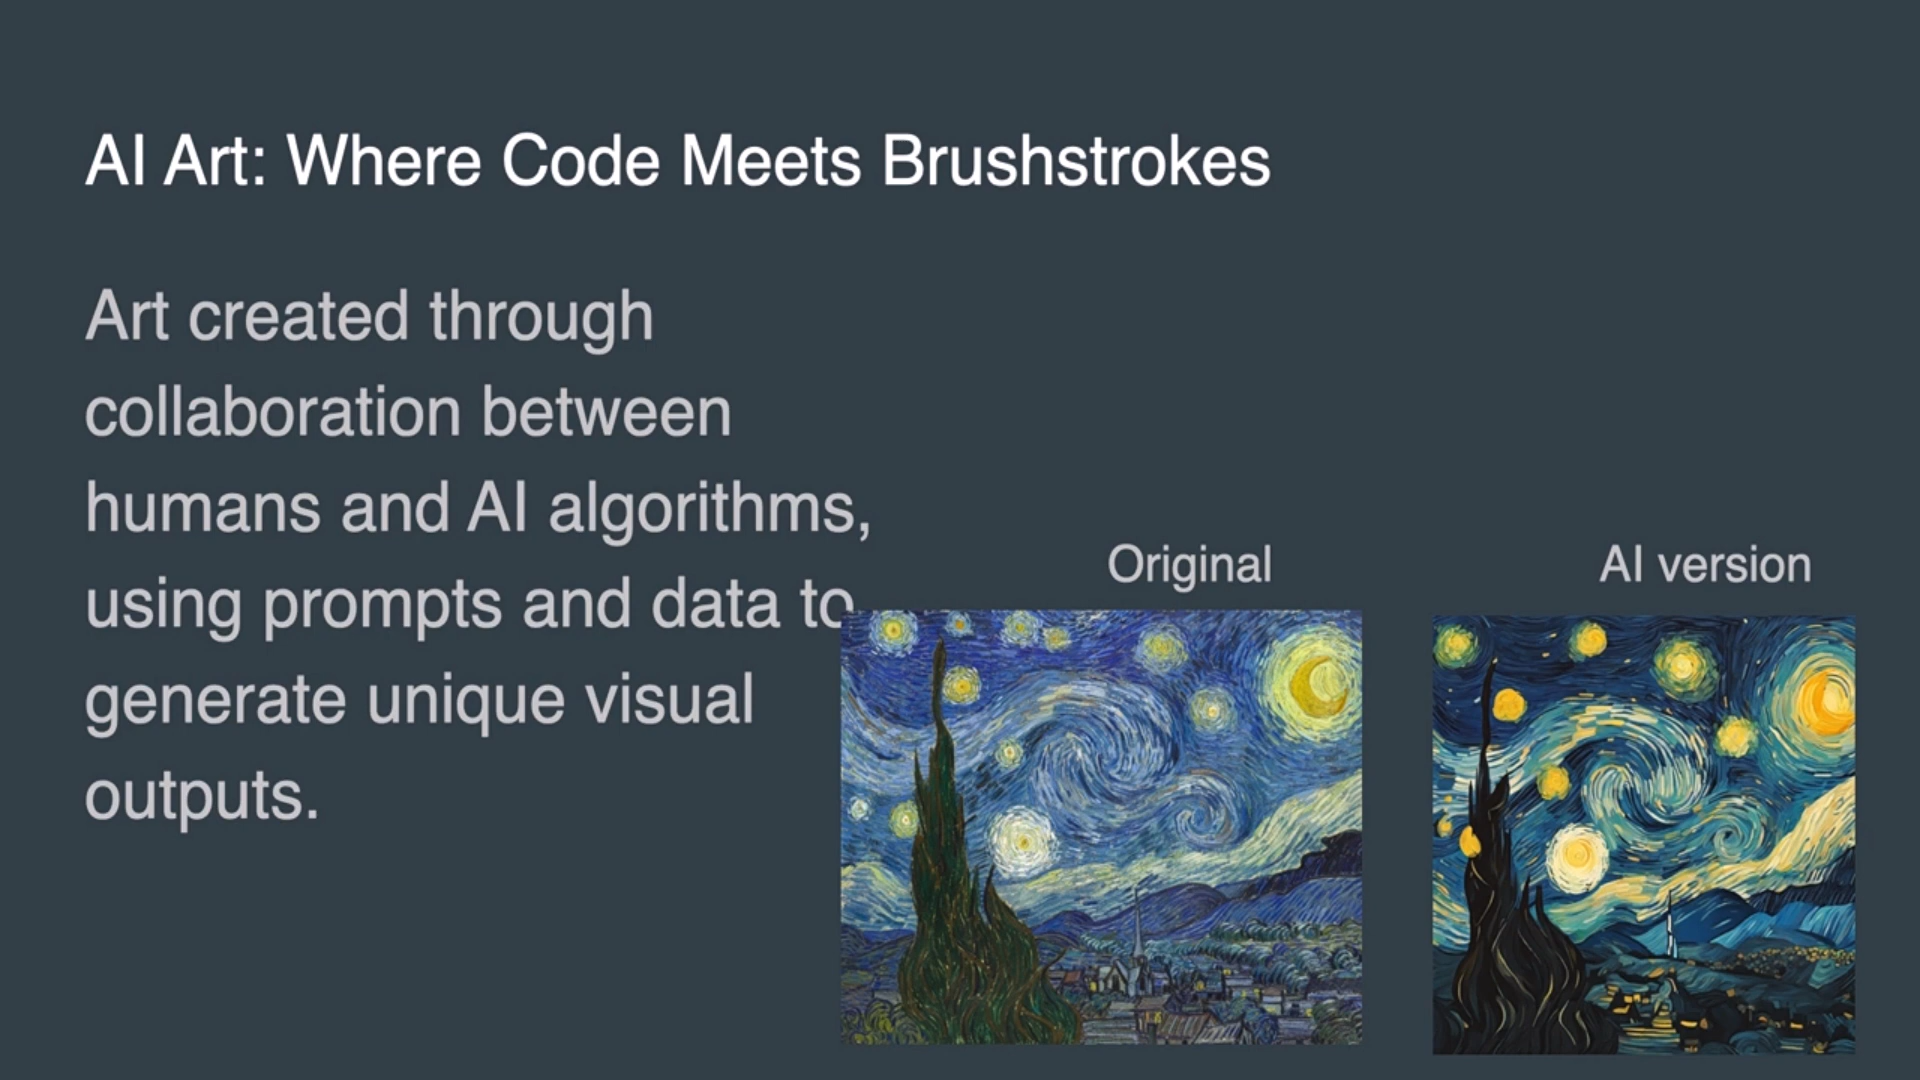 AI Art: Where Code Meets Brushstrokes
Art created through
collaboration between
humans and AI algorithms,
using prompts and data to
generate unique visual
outputs.
Original
AI version